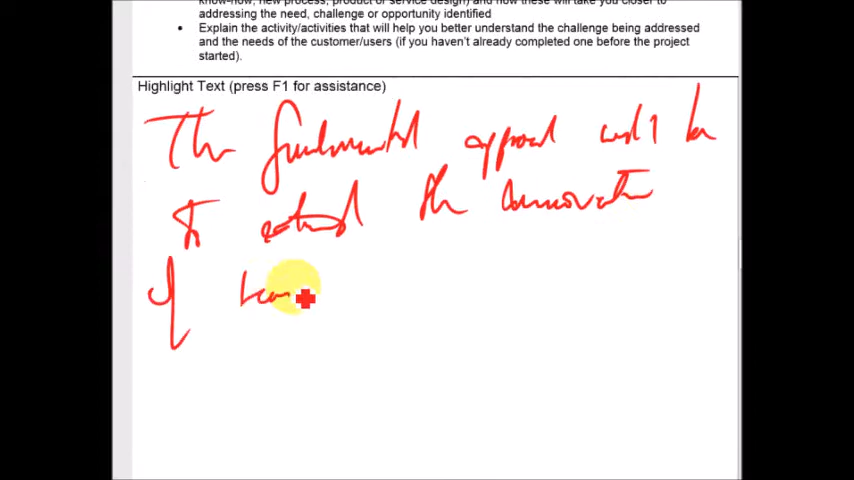 know-how, new process, product or service design) and how these will take you closer to
addressing the need, challenge or opportunity identified
• Explain the activity/activities that will help you better understand the challenge being addressed
and the needs of the customer/users (if you haven't already completed one before the project
started).
Highlight Text (press F1 for assistance)
The fundamental approach will be
to extend the innovation
of